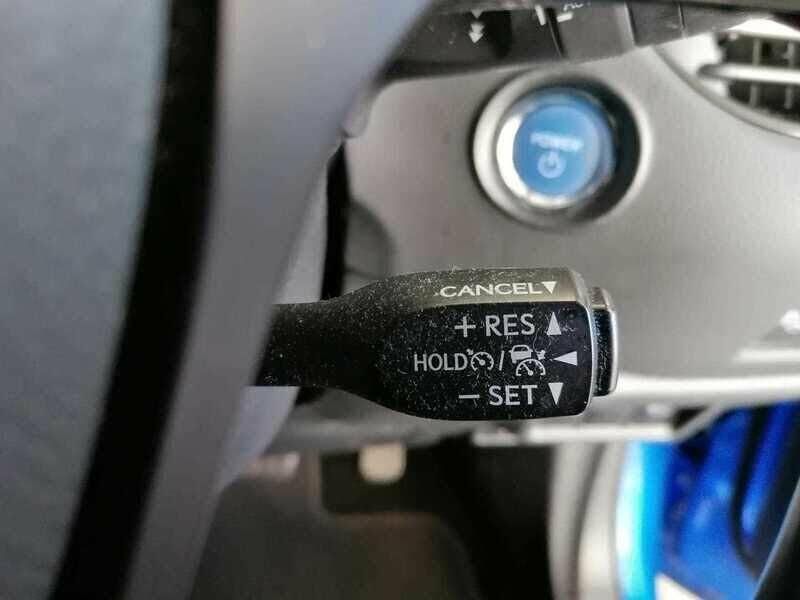 POWER
CANCEL▼
+ RES ▲
HOLD / ◀
− SET ▼